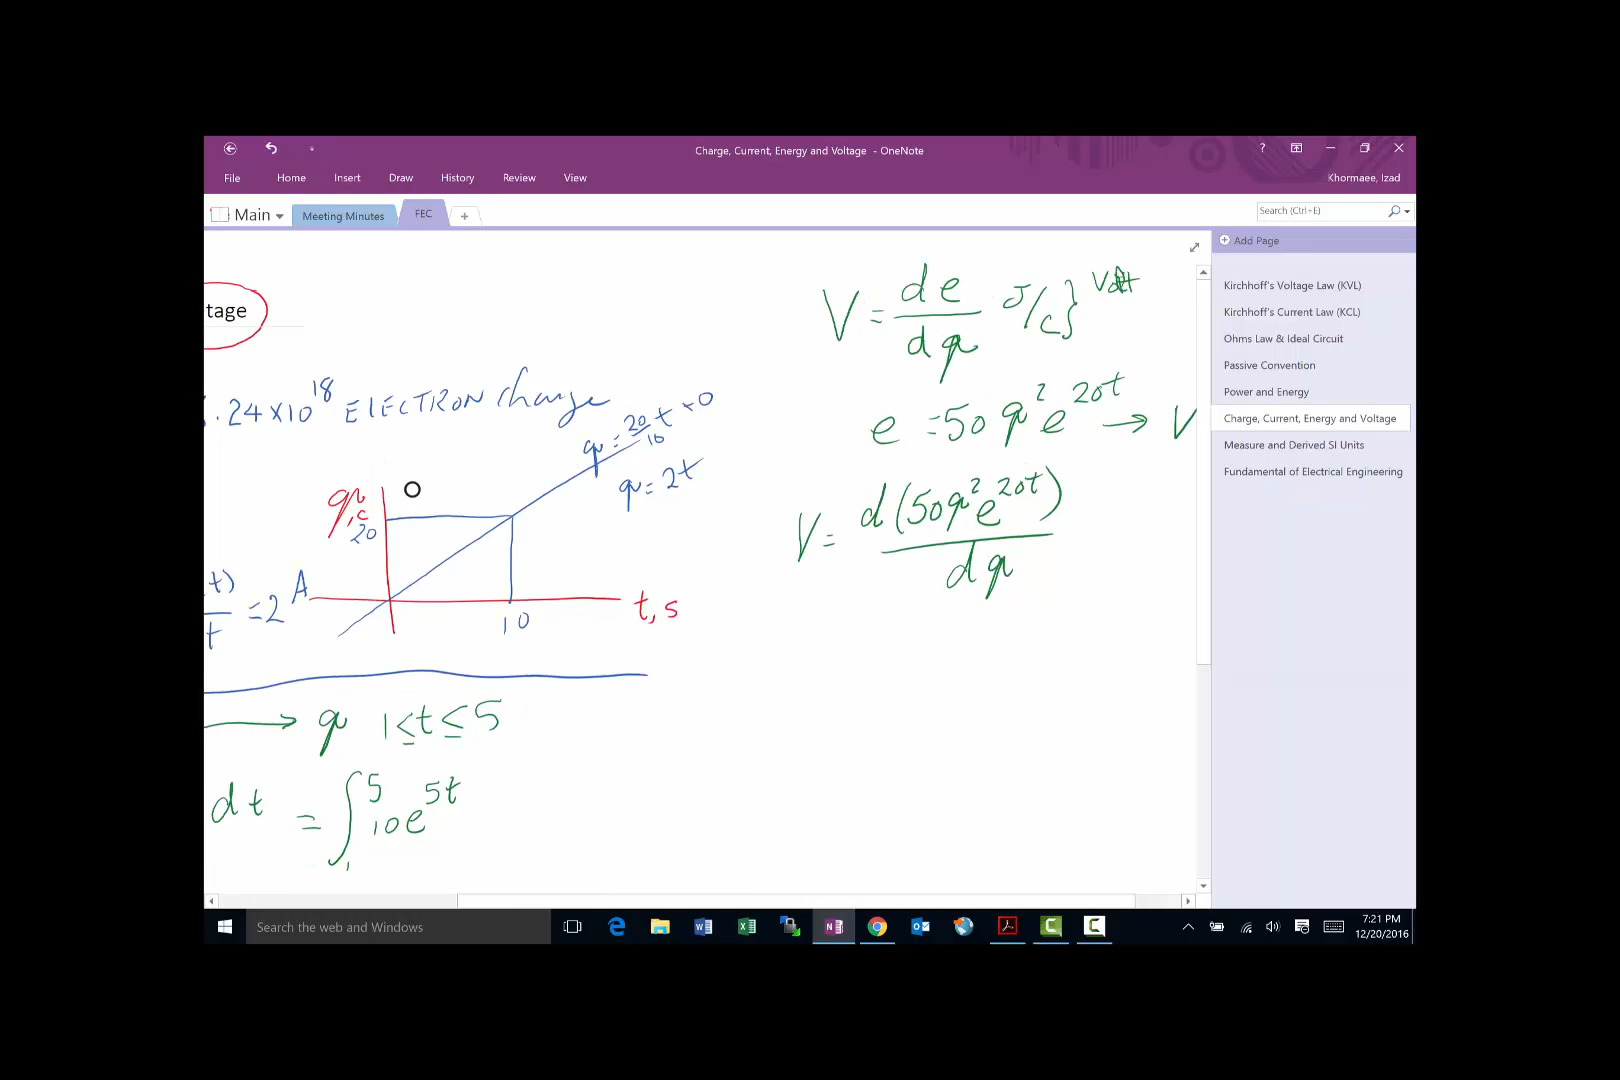 Charge, Current, Energy and Voltage - OneNote
?
File Home Insert Draw History Review View
Khormaee, Izad
Main Meeting Minutes FEC +
Search (Ctrl+E)
Add Page
Kirchhoff's Voltage Law (KVL)
Kirchhoff's Current Law (KCL)
Ohms Law & Ideal Circuit
Passive Convention
Power and Energy
Charge, Current, Energy and Voltage
Measure and Derived SI Units
Fundamental of Electrical Engineering
tage
.24×10^18 ELECTRON charge
q = 20/10 t + 0
q = 2t
q, c
20
10
t, s
t)
t
= 2 A
q 1 ≤ t ≤ 5
dt = ∫_1^5 10e^5t
V = de/dq J/C}
e = 50 q^2 e^20t → V
V = d(50q^2 e^20t)/dq
Search the web and Windows
7:21 PM
12/20/2016